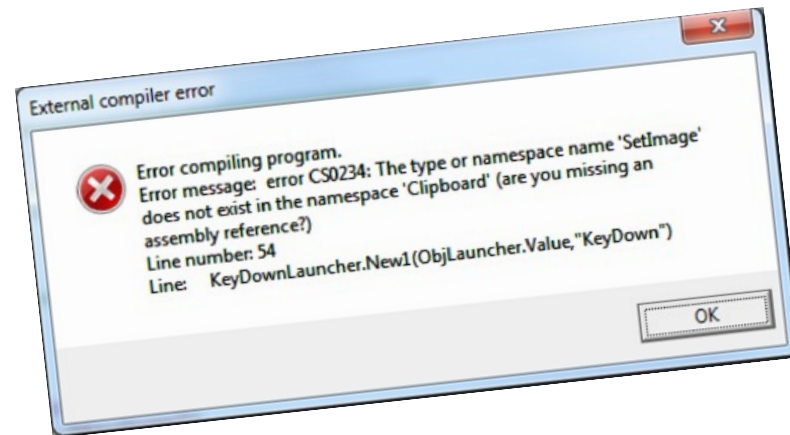 External compiler error
Error compiling program.
Error message:  error CS0234: The type or namespace name 'SetImage'
does not exist in the namespace 'Clipboard' (are you missing an
assembly reference?)
Line number: 54
Line:    KeyDownLauncher.New1(ObjLauncher.Value,"KeyDown")
OK